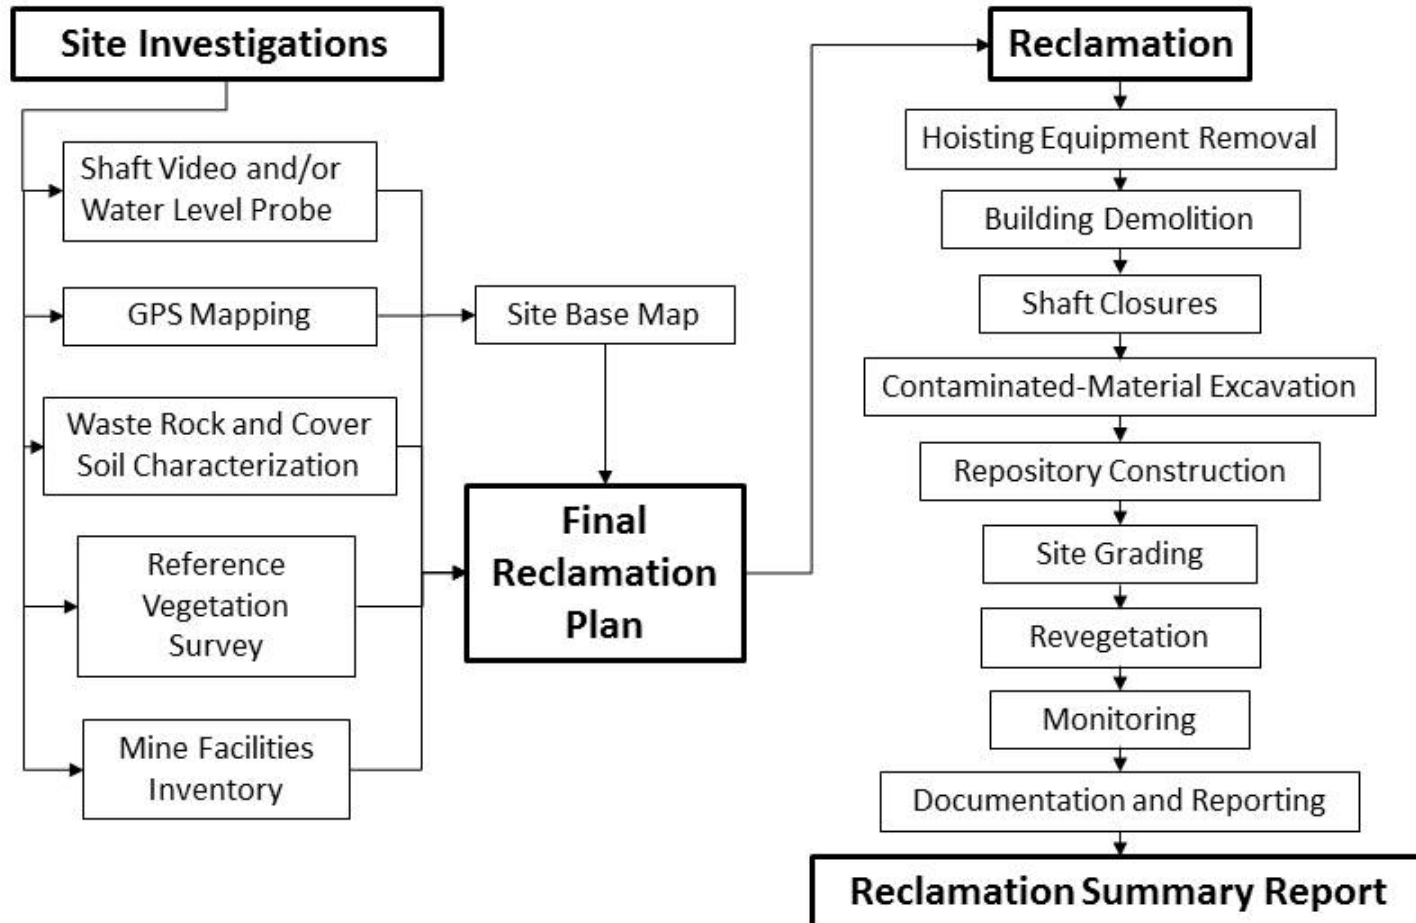 Site Investigations
Shaft Video and/or
Water Level Probe
GPS Mapping
Waste Rock and Cover
Soil Characterization
Reference
Vegetation
Survey
Mine Facilities
Inventory
Site Base Map
Final
Reclamation
Plan
Reclamation
Hoisting Equipment Removal
Building Demolition
Shaft Closures
Contaminated-Material Excavation
Repository Construction
Site Grading
Revegetation
Monitoring
Documentation and Reporting
Reclamation Summary Report